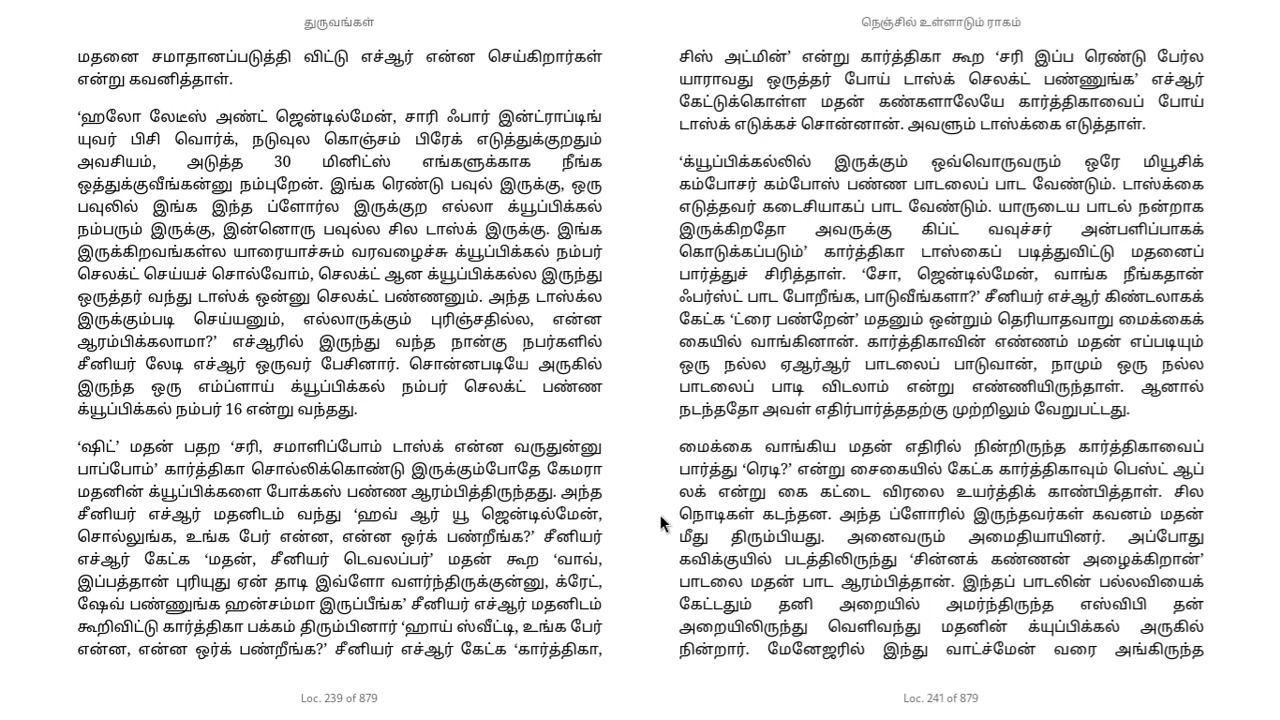 துருவங்கள்
மதனை சமாதானப்படுத்தி விட்டு எச்ஆர் என்ன செய்கிறார்கள்
என்று கவனித்தாள்.
‘ஹலோ லேடீஸ் அண்ட் ஜென்டில்மேன், சாரி ஃபார் இன்ட்ராப்டிங்
யுவர் பிசி வொர்க், நடுவுல கொஞ்சம் பிரேக் எடுத்துக்குறதும்
அவசியம், அடுத்த 30 மினிட்ஸ் எங்களுக்காக நீங்க
ஒத்துக்குவீங்கன்னு நம்புறேன். இங்க ரெண்டு பவுல் இருக்கு, ஒரு
பவுலில் இங்க இந்த ப்ளோர்ல இருக்குற எல்லா க்யூப்பிக்கல்
நம்பரும் இருக்கு, இன்னொரு பவுல்ல சில டாஸ்க் இருக்கு. இங்க
இருக்கிறவங்கள்ல யாரையாச்சும் வரவழைச்சு க்யூப்பிக்கல் நம்பர்
செலக்ட் செய்யச் சொல்வோம், செலக்ட் ஆன க்யூப்பிக்கல்ல இருந்து
ஒருத்தர் வந்து டாஸ்க் ஒன்னு செலக்ட் பண்ணனும். அந்த டாஸ்க்ல
இருக்கும்படி செய்யனும், எல்லாருக்கும் புரிஞ்சதில்ல, என்ன
ஆரம்பிக்கலாமா?’ எச்ஆரில் இருந்து வந்த நான்கு நபர்களில்
சீனியர் லேடி எச்ஆர் ஒருவர் பேசினார். சொன்னபடியே அருகில்
இருந்த ஒரு எம்ப்ளாய் க்யூப்பிக்கல் நம்பர் செலக்ட் பண்ண
க்யூப்பிக்கல் நம்பர் 16 என்று வந்தது.
‘ஷிட்’ மதன் பதற ‘சரி, சமாளிப்போம் டாஸ்க் என்ன வருதுன்னு
பாப்போம்’ கார்த்திகா சொல்லிக்கொண்டு இருக்கும்போதே கேமரா
மதனின் க்யூப்பிக்களை போக்கஸ் பண்ண ஆரம்பித்திருந்தது. அந்த
சீனியர் எச்ஆர் மதனிடம் வந்து ‘ஹவ் ஆர் யூ ஜென்டில்மேன்,
சொல்லுங்க, உங்க பேர் என்ன, என்ன ஒர்க் பண்றீங்க?’ சீனியர்
எச்ஆர் கேட்க ‘மதன், சீனியர் டெவலப்பர்’ மதன் கூற ‘வாவ்,
இப்பத்தான் புரியுது ஏன் தாடி இவ்ளோ வளர்ந்திருக்குன்னு, க்ரேட்,
ஷேவ் பண்ணுங்க ஹன்சம்மா இருப்பீங்க’ சீனியர் எச்ஆர் மதனிடம்
கூறிவிட்டு கார்த்திகா பக்கம் திரும்பினார் ‘ஹாய் ஸ்வீட்டி, உங்க பேர்
என்ன, என்ன ஒர்க் பண்றீங்க?’ சீனியர் எச்ஆர் கேட்க ‘கார்த்திகா,
Loc. 239 of 879
நெஞ்சில் உள்ளாடும் ராகம்
சிஸ் அட்மின்’ என்று கார்த்திகா கூற ‘சரி இப்ப ரெண்டு பேர்ல
யாராவது ஒருத்தர் போய் டாஸ்க் செலக்ட் பண்ணுங்க’ எச்ஆர்
கேட்டுக்கொள்ள மதன் கண்களாலேயே கார்த்திகாவைப் போய்
டாஸ்க் எடுக்கச் சொன்னான். அவளும் டாஸ்க்கை எடுத்தாள்.
‘க்யூப்பிக்கல்லில் இருக்கும் ஒவ்வொருவரும் ஒரே மியூசிக்
கம்போசர் கம்போஸ் பண்ண பாடலைப் பாட வேண்டும். டாஸ்க்கை
எடுத்தவர் கடைசியாகப் பாட வேண்டும். யாருடைய பாடல் நன்றாக
இருக்கிறதோ அவருக்கு கிப்ட் வவுச்சர் அன்பளிப்பாகக்
கொடுக்கப்படும்’ கார்த்திகா டாஸ்கைப் படித்துவிட்டு மதனைப்
பார்த்துச் சிரித்தாள். ‘சோ, ஜென்டில்மேன், வாங்க நீங்கதான்
ஃபர்ஸ்ட் பாட போறீங்க, பாடுவீங்களா?’ சீனியர் எச்ஆர் கிண்டலாகக்
கேட்க ‘ட்ரை பண்றேன்’ மதனும் ஒன்றும் தெரியாதவாறு மைக்கைக்
கையில் வாங்கினான். கார்த்திகாவின் எண்ணம் மதன் எப்படியும்
ஒரு நல்ல ஏஆர்ஆர் பாடலைப் பாடுவான், நாமும் ஒரு நல்ல
பாடலைப் பாடி விடலாம் என்று எண்ணியிருந்தாள். ஆனால்
நடந்ததோ அவள் எதிர்பார்த்ததற்கு முற்றிலும் வேறுபட்டது.
மைக்கை வாங்கிய மதன் எதிரில் நின்றிருந்த கார்த்திகாவைப்
பார்த்து ‘ரெடி?’ என்று சைகையில் கேட்க கார்த்திகாவும் பெஸ்ட் ஆப்
லக் என்று கை கட்டை விரலை உயர்த்திக் காண்பித்தாள். சில
நொடிகள் கடந்தன. அந்த ப்ளோரில் இருந்தவர்கள் கவனம் மதன்
மீது திரும்பியது. அனைவரும் அமைதியாயினர். அப்போது
கவிக்குயில் படத்திலிருந்து ‘சின்னக் கண்ணன் அழைக்கிறான்’
பாடலை மதன் பாட ஆரம்பித்தான். இந்தப் பாடலின் பல்லவியைக்
கேட்டதும் தனி அறையில் அமர்ந்திருந்த எஸ்விபி தன்
அறையிலிருந்து வெளிவந்து மதனின் க்யுப்பிக்கல் அருகில்
நின்றார். மேனேஜரில் இந்து வாட்ச்மேன் வரை அங்கிருந்த
Loc. 241 of 879